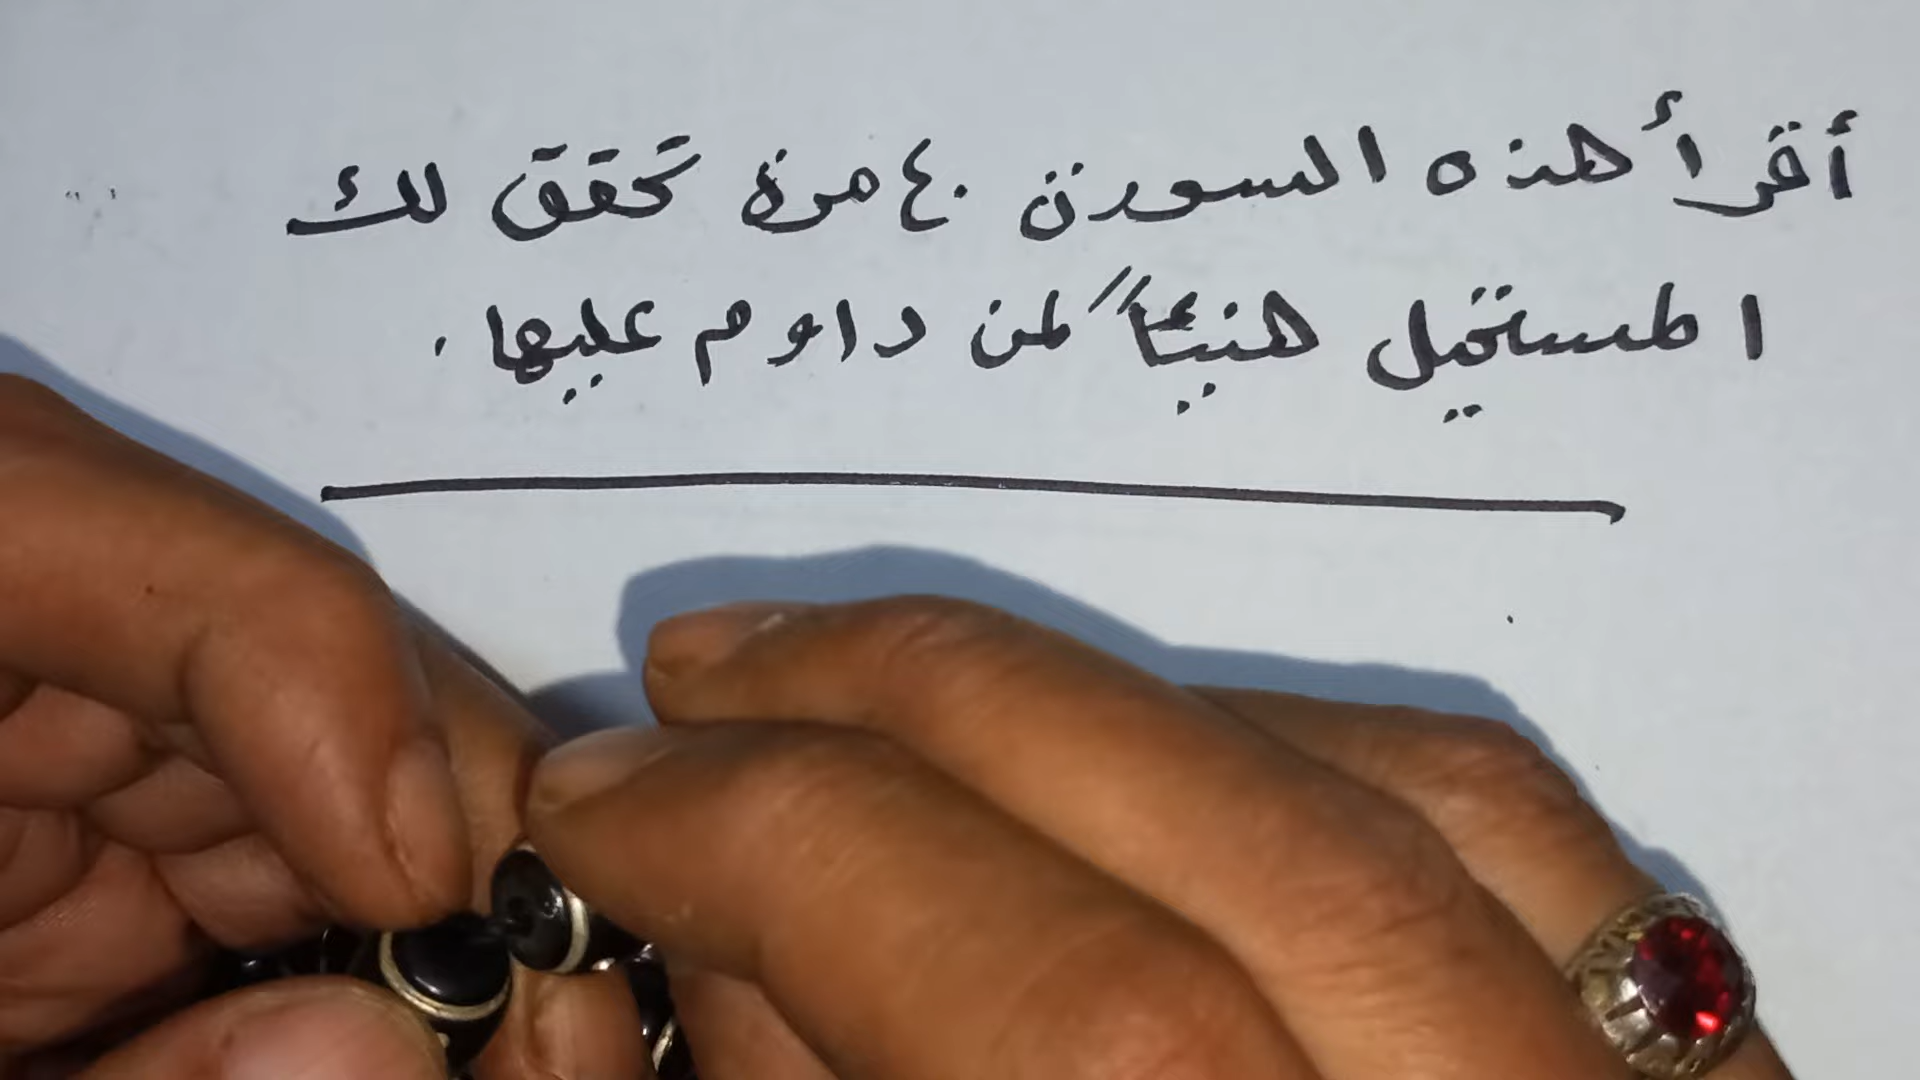 أقرأ هذه السورة ٤٠ مرة تحقق لك
المستحيل هنيئاً لمن داوم عليها.